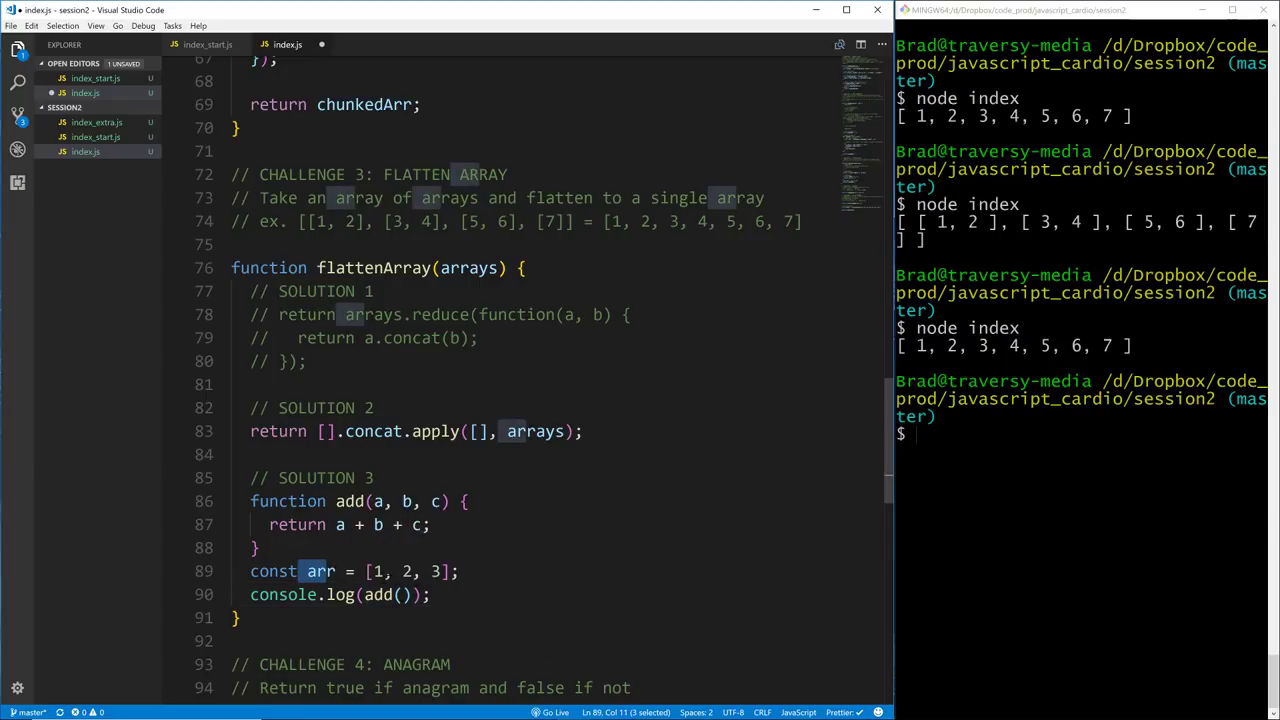 index.js - session2 - Visual Studio Code
File Edit Selection View Go Debug Tasks Help
EXPLORER
OPEN EDITORS 1 UNSAVED
index_start.js U
index.js U
SESSION2
index_extra.js U
index_start.js U
index.js U
1
3
index_start.js index.js
67 });
68
69 return chunkedArr;
70 }
71
72 CHALLENGE 3: FLATTEN ARRAY
73 Take an array of arrays and flatten to a single array
74 // ex. [[1, 2], [3, 4], [5, 6], [7]] = [1, 2, 3, 4, 5, 6, 7]
75
76 function flattenArray(arrays) {
77 // SOLUTION 1
78 // return arrays.reduce(function(a, b) {
79 // return a.concat(b);
80 // });
81
82 // SOLUTION 2
83 return [].concat.apply([], arrays);
84
85 // SOLUTION 3
86 function add(a, b, c) {
87 return a + b + c;
88 }
89 const arr = [1, 2, 3];
90 console.log(add());
91 }
92
93 // CHALLENGE 4: ANAGRAM
94 // Return true if anagram and false if not
master* 0 0 Go Live Ln 89, Col 11 (3 selected) Spaces: 2 UTF-8 CRLF JavaScript Prettier: ✓
MINGW64:/d/Dropbox/code_prod/javascript_cardio/session2
Brad@traversy-media /d/Dropbox/code_
prod/javascript_cardio/session2 (mas
ter)
$ node index
[ 1, 2, 3, 4, 5, 6, 7 ]
Brad@traversy-media /d/Dropbox/code_
prod/javascript_cardio/session2 (mas
ter)
$ node index
[ [ 1, 2 ], [ 3, 4 ], [ 5, 6 ], [ 7
] ]
Brad@traversy-media /d/Dropbox/code_
prod/javascript_cardio/session2 (mas
ter)
$ node index
[ 1, 2, 3, 4, 5, 6, 7 ]
Brad@traversy-media /d/Dropbox/code_
prod/javascript_cardio/session2 (mas
ter)
$